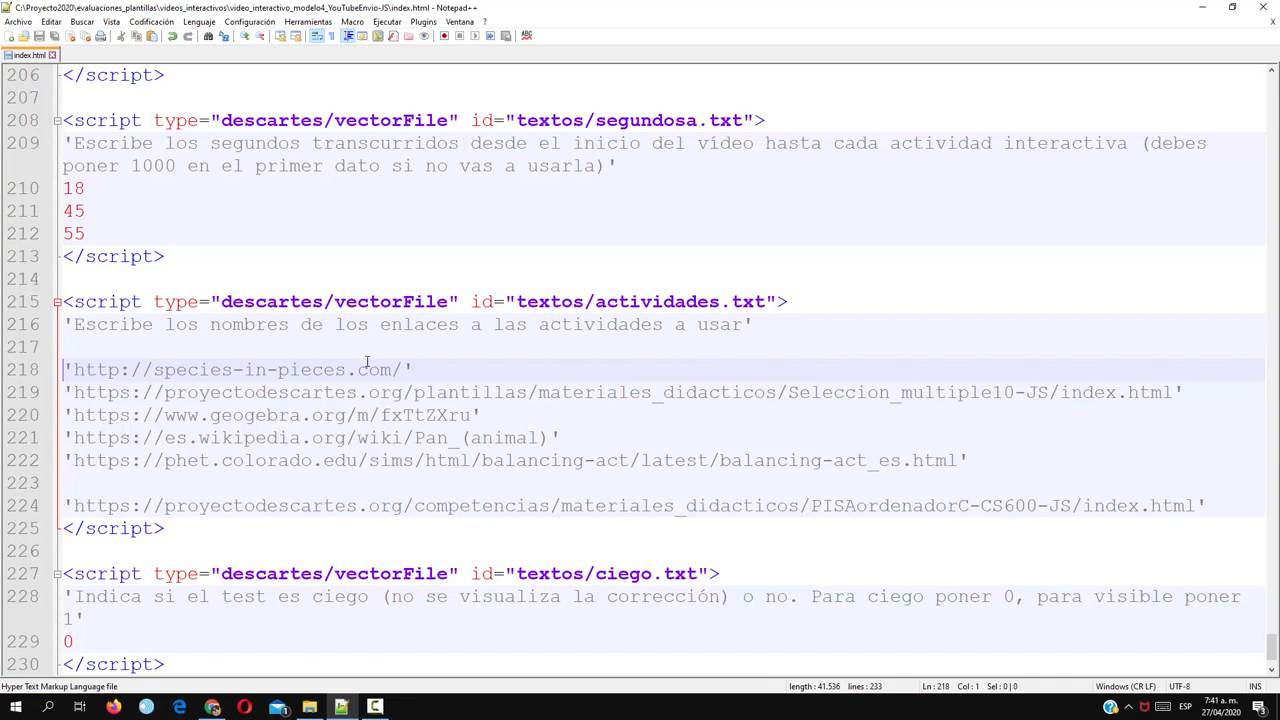 C:\Proyecto2020\evaluaciones_plantillas\videos_interactivos\video_interactivo_modelo4_YouTubeEnvio-JS\index.html - Notepad++
Archivo Editar Buscar Vista Codificación Lenguaje Configuración Herramientas Macro Ejecutar Plugins Ventana ?
index.html
206 </script>
207
208 <script type="descartes/vectorFile" id="textos/segundosa.txt">
209 'Escribe los segundos transcurridos desde el inicio del vídeo hasta cada actividad interactiva (debes
poner 1000 en el primer dato si no vas a usarla)'
210 18
211 45
212 55
213 </script>
214
215 <script type="descartes/vectorFile" id="textos/actividades.txt">
216 'Escribe los nombres de los enlaces a las actividades a usar'
217
218 'http://species-in-pieces.com/'
219 'https://proyectodescartes.org/plantillas/materiales_didacticos/Seleccion_multiple10-JS/index.html'
220 'https://www.geogebra.org/m/fxTtZXru'
221 'https://es.wikipedia.org/wiki/Pan_(animal)'
222 'https://phet.colorado.edu/sims/html/balancing-act/latest/balancing-act_es.html'
223
224 'https://proyectodescartes.org/competencias/materiales_didacticos/PISAordenadorC-CS600-JS/index.html'
225 </script>
226
227 <script type="descartes/vectorFile" id="textos/ciego.txt">
228 'Indica si el test es ciego (no se visualiza la corrección) o no. Para ciego poner 0, para visible poner
1'
229 0
230 </script>
Hyper Text Markup Language file length : 41.536 lines : 233 Ln : 218 Col : 1 Sel : 0 | 0 Windows (CR LF) UTF-8 INS
ESP 7:41 a. m.
27/04/2020